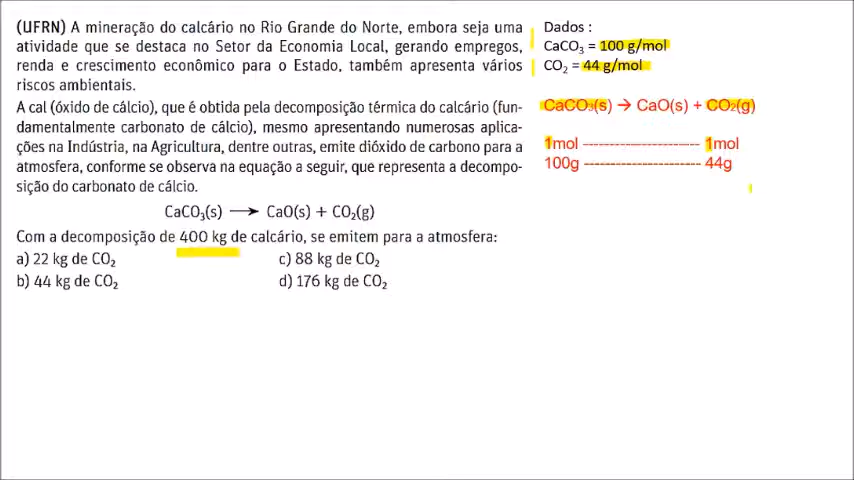 (UFRN) A mineração do calcário no Rio Grande do Norte, embora seja uma
atividade que se destaca no Setor da Economia Local, gerando empregos,
renda e crescimento econômico para o Estado, também apresenta vários
riscos ambientais.
A cal (óxido de cálcio), que é obtida pela decomposição térmica do calcário (fun-
damentalmente carbonato de cálcio), mesmo apresentando numerosas aplica-
ções na Indústria, na Agricultura, dentre outras, emite dióxido de carbono para a
atmosfera, conforme se observa na equação a seguir, que representa a decompo-
sição do carbonato de cálcio.
CaCO₃(s) ⟶ CaO(s) + CO₂(g)
Com a decomposição de 400 kg de calcário, se emitem para a atmosfera:
a) 22 kg de CO₂
b) 44 kg de CO₂
c) 88 kg de CO₂
d) 176 kg de CO₂
Dados :
CaCO₃ = 100 g/mol
CO₂ = 44 g/mol
CaCO₃(s) → CaO(s) + CO₂(g)
1mol ------------------------ 1mol
100g ------------------------ 44g